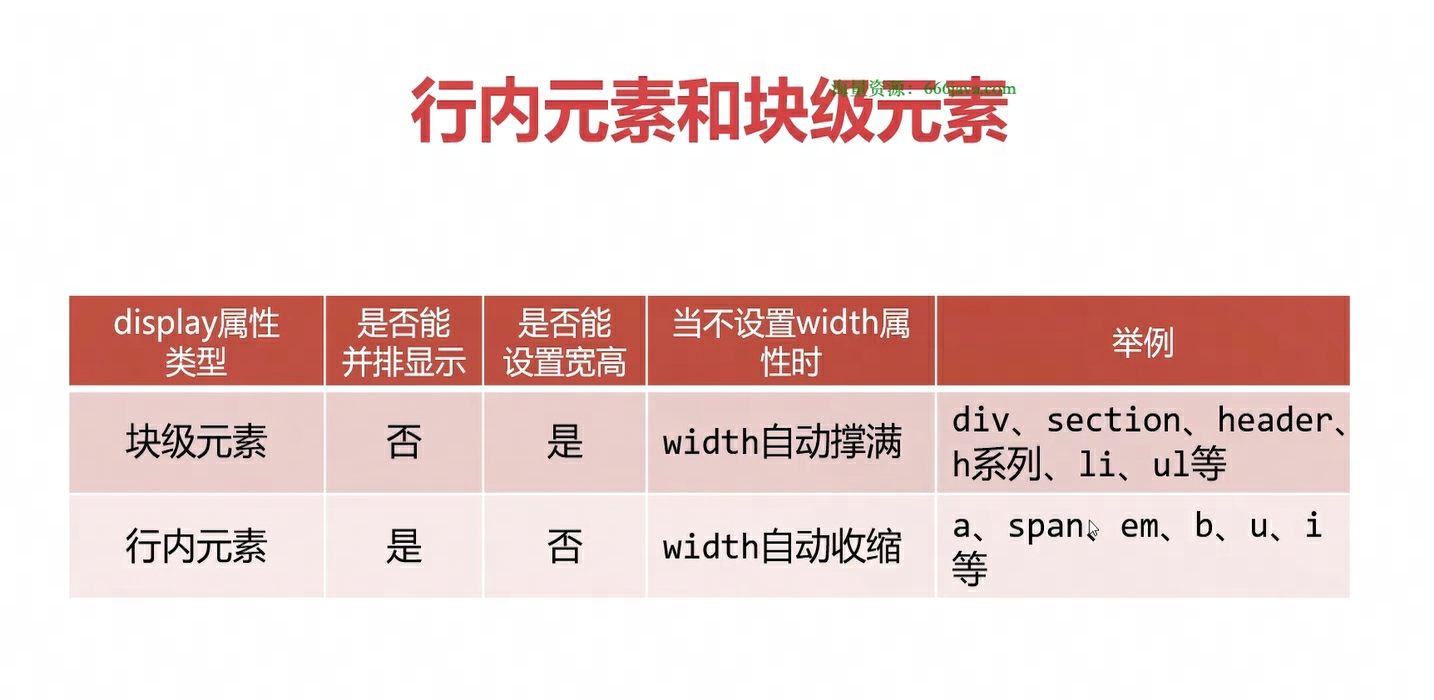 行内元素和块级元素
海量资源：666java.com
display属性
类型
是否能
并排显示
是否能
设置宽高
当不设置width属
性时
举例
块级元素
否
是
width自动撑满
div、section、header、
h系列、li、ul等
行内元素
是
否
width自动收缩
a、span、em、b、u、i
等